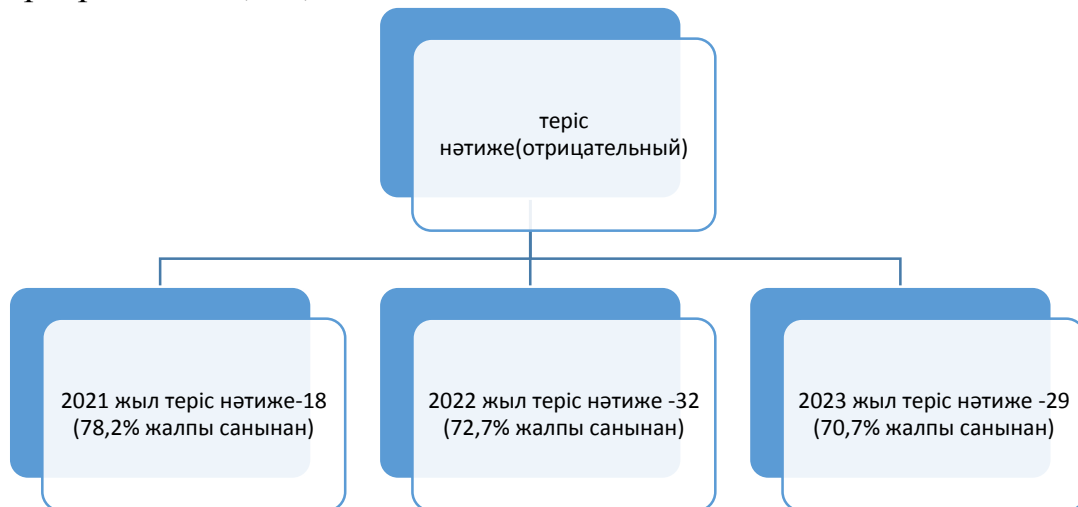 теріс
нәтиже(отрицательный)
2021 жыл теріс нәтиже-18
(78,2% жалпы санынан)
2022 жыл теріс нәтиже -32
(72,7% жалпы санынан)
2023 жыл теріс нәтиже -29
(70,7% жалпы санынан)